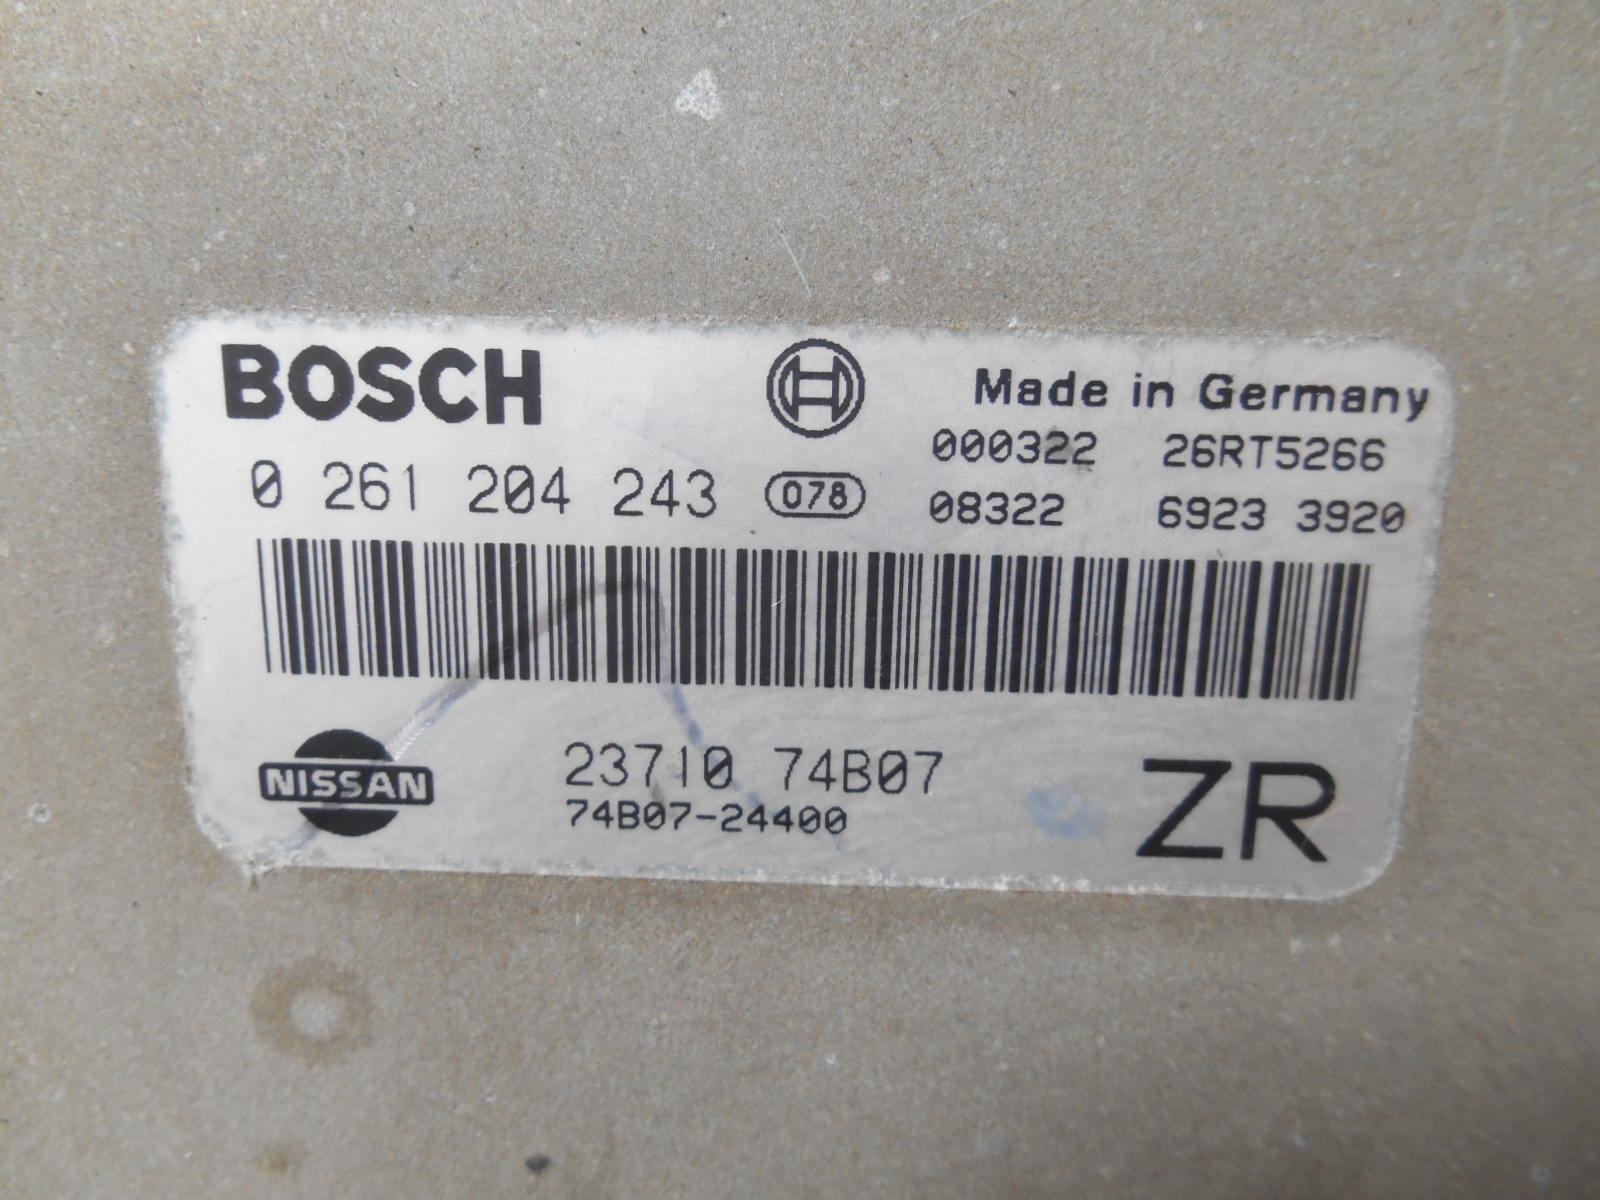 BOSCH
Made in Germany
000322 26RT5266
0 261 204 243 078
08322 6923 3920
NISSAN
23710 74B07
74B07-24400
ZR